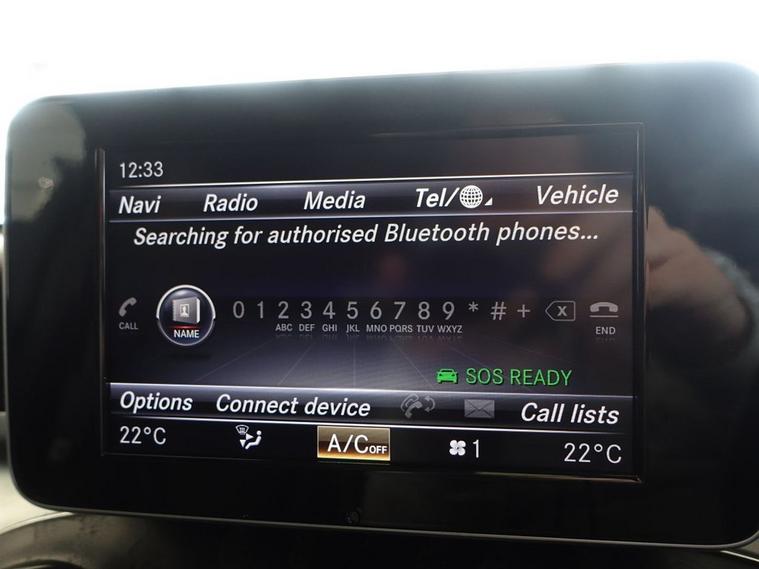 12:33
Navi Radio Media Tel/ Vehicle
Searching for authorised Bluetooth phones...
CALL NAME 0 1 2 ABC 3 DEF 4 GHI 5 JKL 6 MNO 7 PQRS 8 TUV 9 WXYZ * # + X END
SOS READY
Options Connect device Call lists
22°C A/C OFF 1 22°C